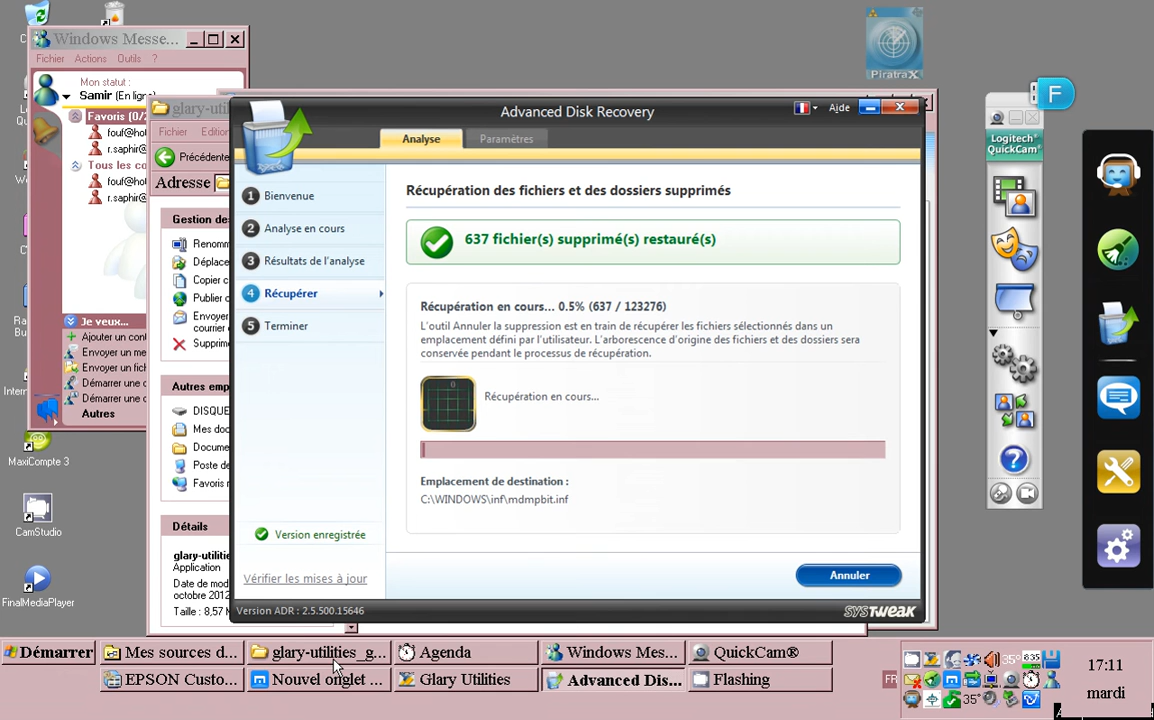 Windows Messe...
Fichier Actions Outils ?
Mon statut :
Samir (En ligne
Favoris (0/2
fouf@ho
r.saphir@
Tous les co
fouf@hot
r.saphir@
Je veux...
Ajouter un cont
Envoyer un me
Envoyer un fich
Démarrer une c
Démarrer une c
Autres
glary-uti
Fichier Edition
Précédente
Adresse
Gestion des
Renomm
Déplace
Copier c
Publier c
Envoyer
courrier
Supprim
Autres emp
DISQUE
Mes doc
Docume
Poste de
Favoris r
Détails
glary-utilitie
Application
Date de mod
octobre 2012
Taille : 8,57 M
Advanced Disk Recovery
Aide
Analyse
Paramètres
1 Bienvenue
2 Analyse en cours
3 Résultats de l'analyse
4 Récupérer
5 Terminer
Version enregistrée
Vérifier les mises à jour
Récupération des fichiers et des dossiers supprimés
637 fichier(s) supprimé(s) restauré(s)
Récupération en cours... 0.5% (637 / 123276)
L'outil Annuler la suppression est en train de récupérer les fichiers sélectionnés dans un
emplacement défini par l'utilisateur. L'arborescence d'origine des fichiers et des dossiers sera
conservée pendant le processus de récupération.
Récupération en cours...
Emplacement de destination :
C:\WINDOWS\inf\mdmpbit.inf
Annuler
Version ADR : 2.5.500.15646
SYSTWEAK
PiratraX
F
Logitech
QuickCam
MaxiCompte 3
CamStudio
FinalMediaPlayer
Démarrer
Mes sources d...
glary-utilities_g...
Agenda
Windows Mes...
QuickCam®
EPSON Custo...
Nouvel onglet ...
Glary Utilities
Advanced Dis...
Flashing
FR
35°
835
35°
17:11
mardi